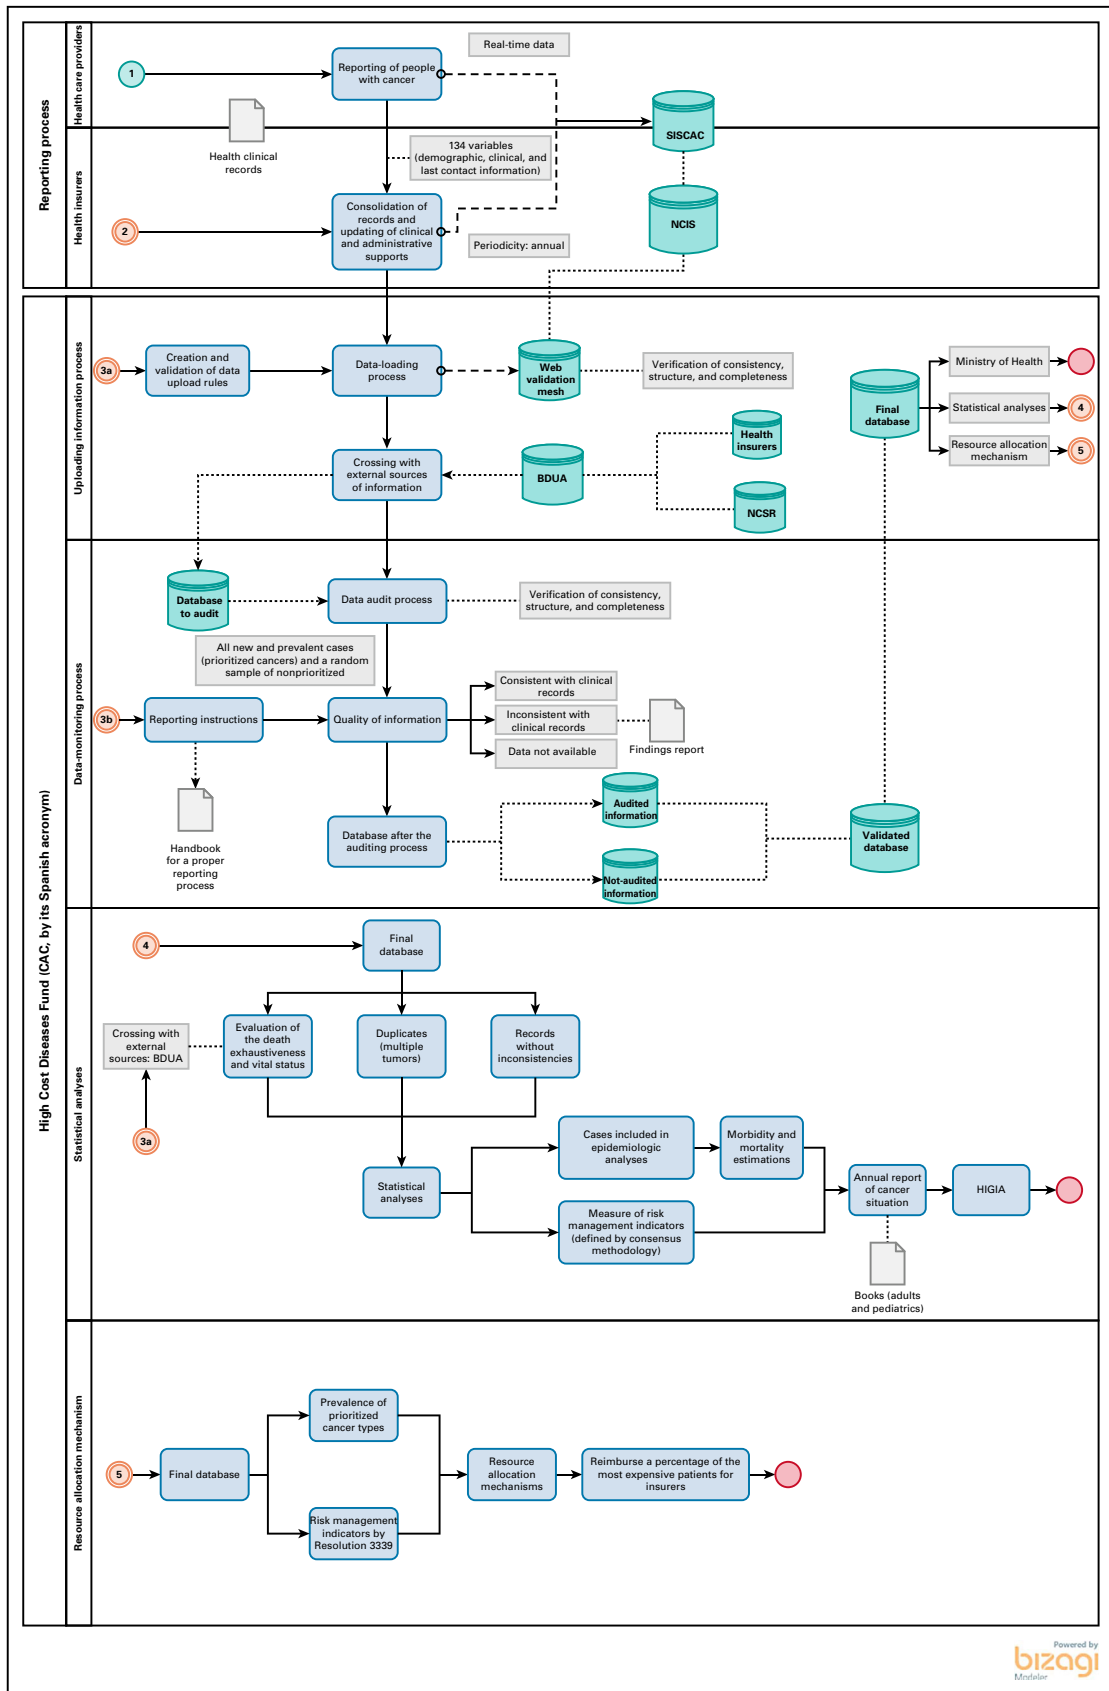 Reporting process
Health care providers
1
Reporting of people
with cancer
Real-time data
SISCAC
Health clinical
records
134 variables
(demographic, clinical, and
last contact information)
Health insurers
2
Consolidation of
records and
updating of clinical
and administrative
supports
Periodicity: annual
NCIS
High Cost Diseases Fund (CAC, by its Spanish acronym)
Uploading information process
3a
Creation and
validation of data
upload rules
Data-loading
process
Web
validation
mesh
Verification of consistency,
structure, and completeness
Final
database
Ministry of Health
Statistical analyses
4
Resource allocation
mechanism
5
Health
insurers
Crossing with
external sources
of information
BDUA
NCSR
Data-monitoring process
Database
to audit
Data audit process
Verification of consistency,
structure, and completeness
All new and prevalent cases
(prioritized cancers) and a random
sample of nonprioritized
3b
Reporting instructions
Quality of information
Consistent with clinical
records
Inconsistent with
clinical records
Data not available
Findings report
Handbook
for a proper
reporting
process
Database after the
auditing process
Audited
information
Not-audited
information
Validated
database
Statistical analyses
4
Final
database
Crossing with
external
sources: BDUA
3a
Evaluation of
the death
exhaustiveness
and vital status
Duplicates
(multiple
tumors)
Records
without
inconsistencies
Statistical
analyses
Cases included in
epidemiologic
analyses
Morbidity and
mortality
estimations
Measure of risk
management indicators
(defined by consensus
methodology)
Annual report
of cancer
situation
HIGIA
Books (adults
and pediatrics)
Resource allocation mechanism
5
Final database
Prevalence of
prioritized
cancer types
Risk management
indicators by
Resolution 3339
Resource
allocation
mechanisms
Reimburse a percentage of the
most expensive patients for
insurers
Powered by
bizagi
Modeler